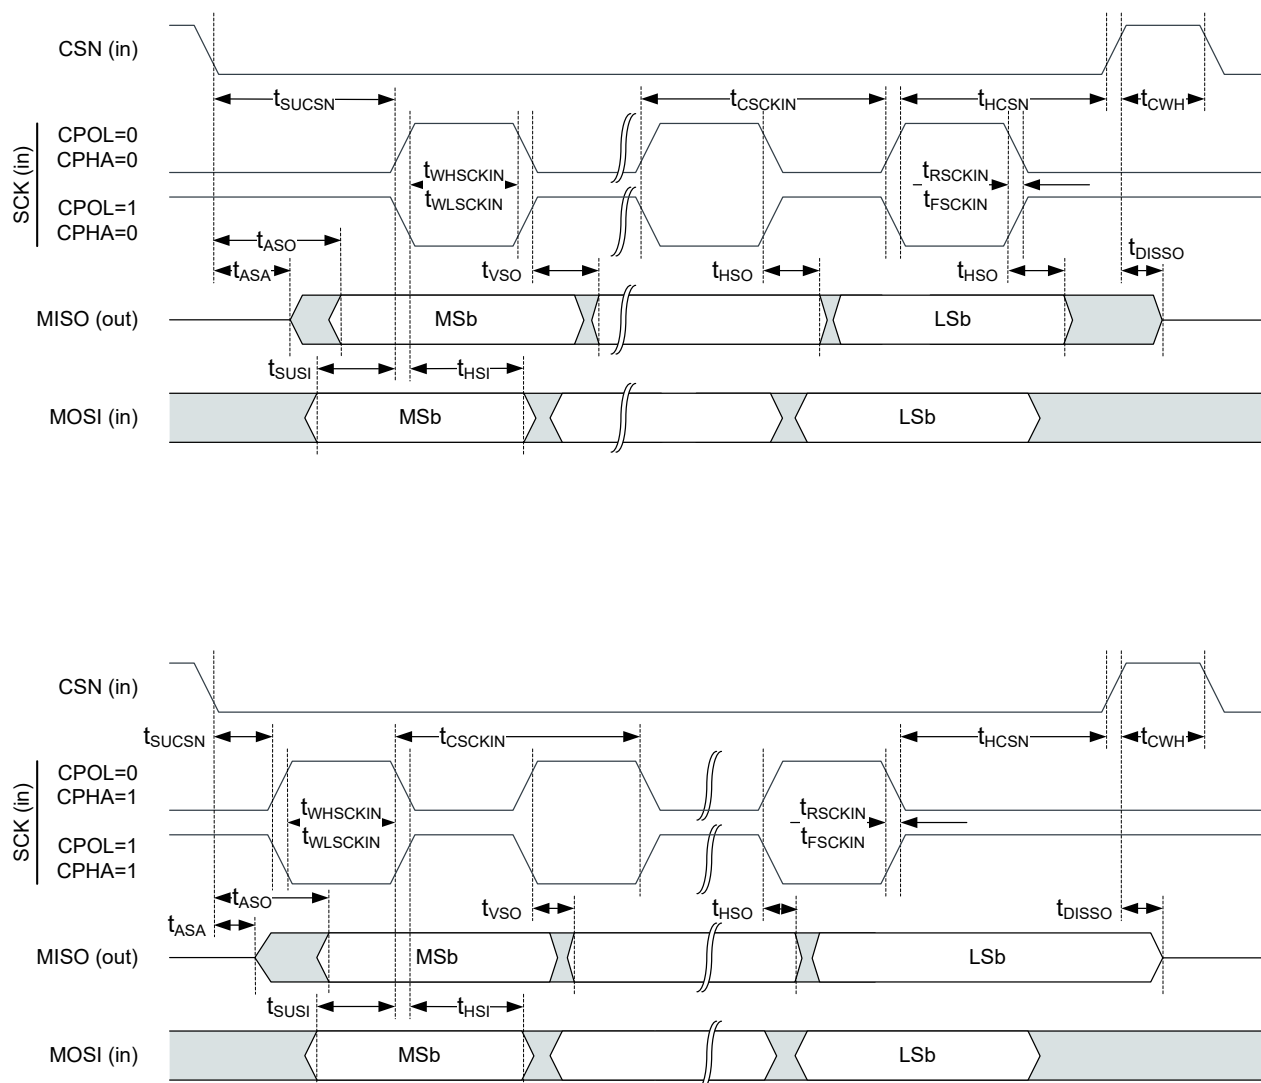 CSN (in)
tSUCSN
tCSCKIN
tHCSN
tCWH
SCK (in)
CPOL=0
CPHA=0
tWHSCKIN
tWLSCKIN
tRSCKIN
tFSCKIN
CPOL=1
CPHA=0
tASO
tASA
tVSO
tHSO
tHSO
tDISSO
MISO (out)
MSb
LSb
tSUSI
tHSI
MOSI (in)
MSb
LSb
CSN (in)
tSUCSN
tCSCKIN
tHCSN
tCWH
SCK (in)
CPOL=0
CPHA=1
tWHSCKIN
tWLSCKIN
tRSCKIN
tFSCKIN
CPOL=1
CPHA=1
tASO
tASA
tVSO
tHSO
tDISSO
MISO (out)
MSb
LSb
tSUSI
tHSI
MOSI (in)
MSb
LSb